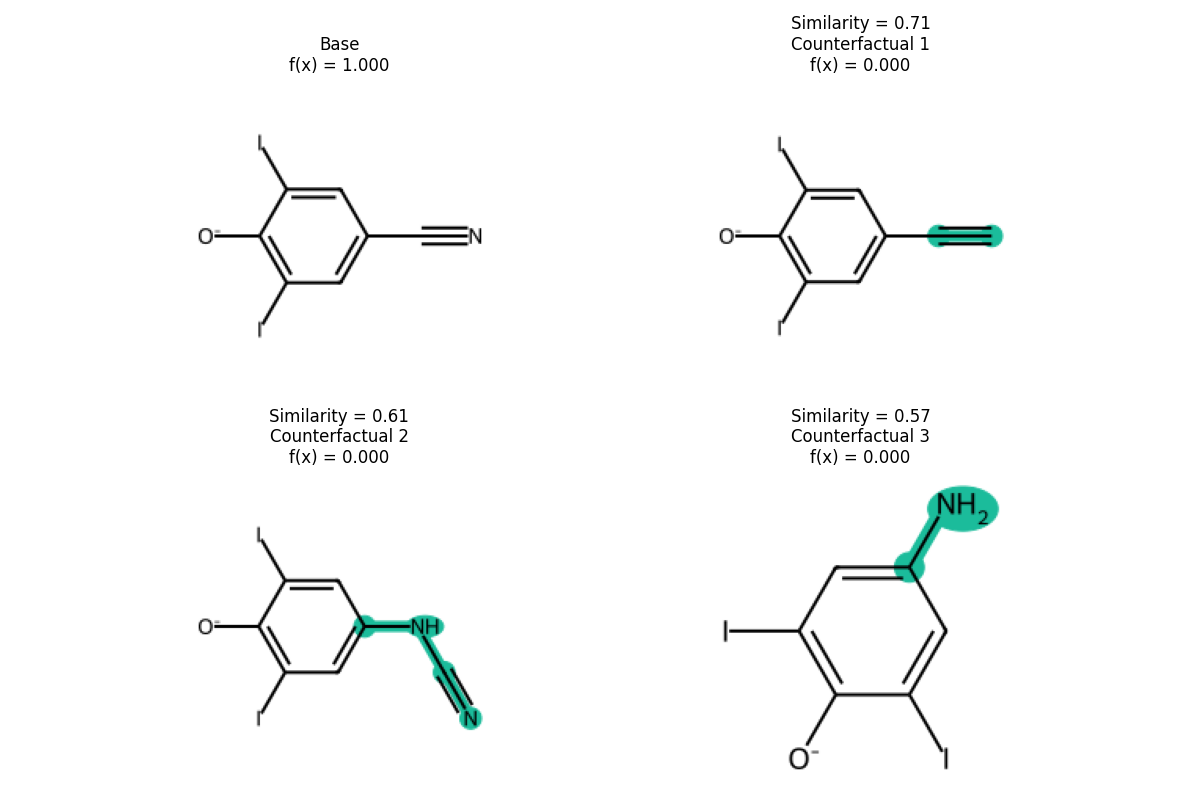 Base
f(x) = 1.000
Similarity = 0.71
Counterfactual 1
f(x) = 0.000
I
O⁻
N
I
I
O⁻
I
Similarity = 0.61
Counterfactual 2
f(x) = 0.000
Similarity = 0.57
Counterfactual 3
f(x) = 0.000
I
O⁻
NH
N
I
NH₂
I
O⁻
I